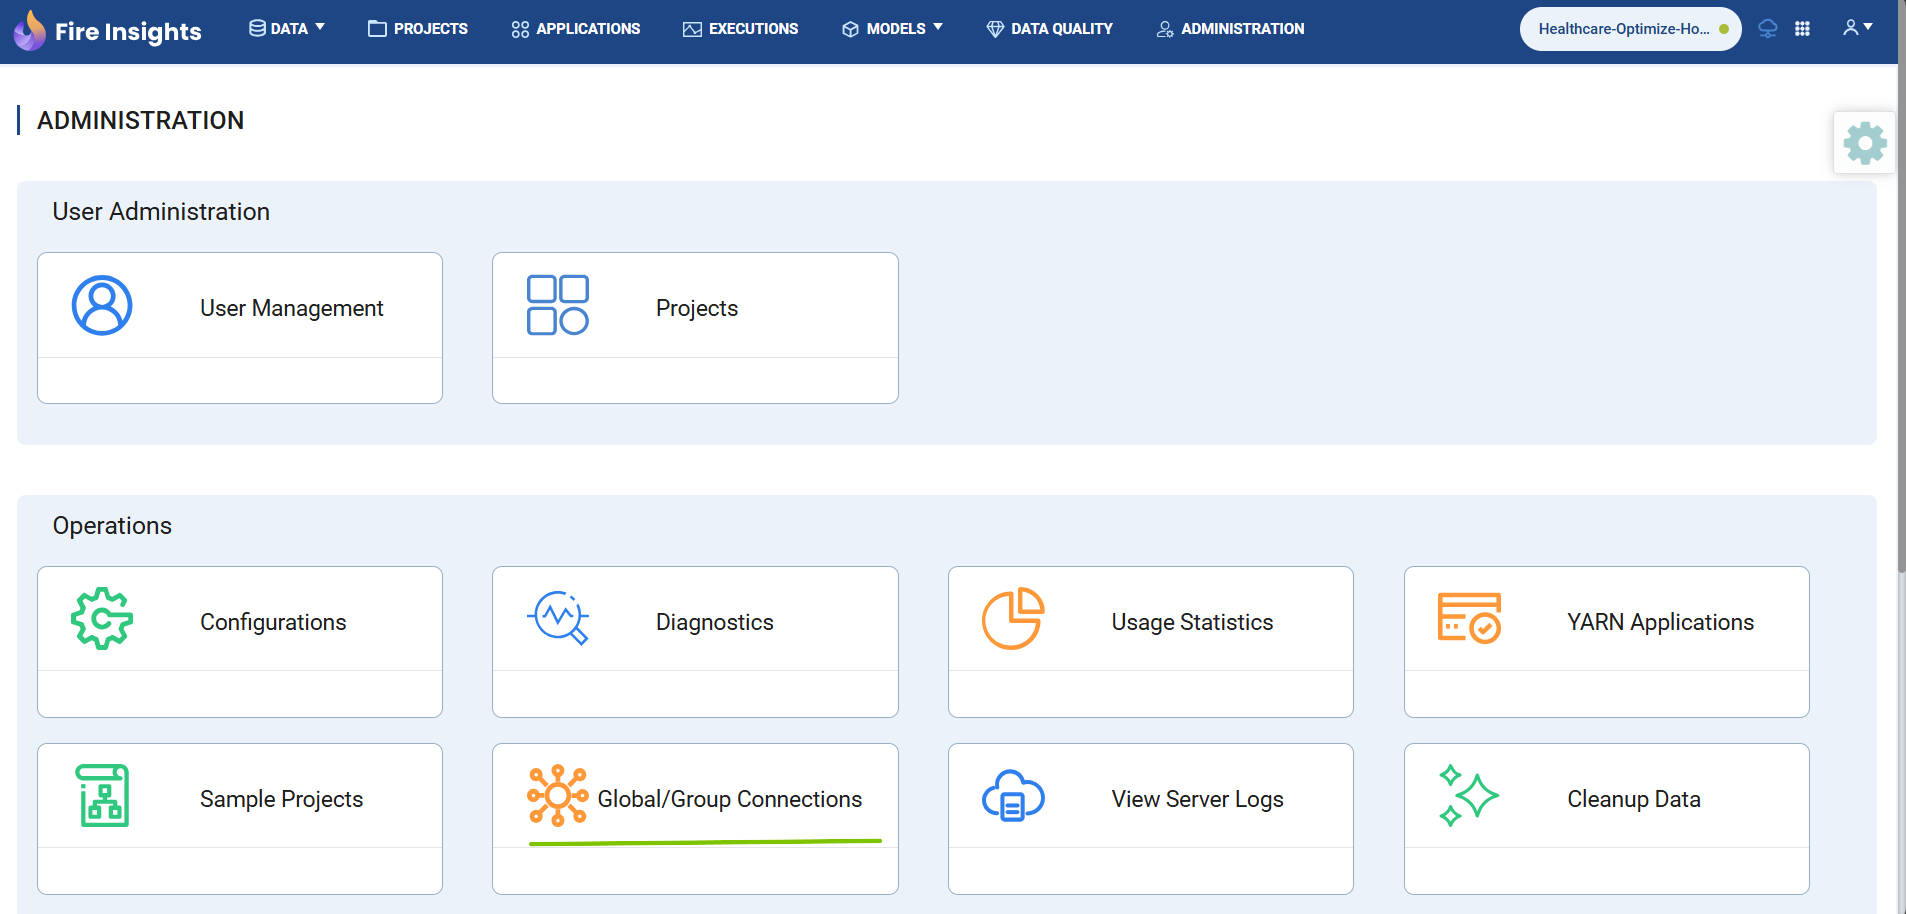 Fire Insights
DATA
PROJECTS
APPLICATIONS
EXECUTIONS
MODELS
DATA QUALITY
ADMINISTRATION
Healthcare-Optimize-Ho...
ADMINISTRATION
User Administration
User Management
Projects
Operations
Configurations
Diagnostics
Usage Statistics
YARN Applications
Sample Projects
Global/Group Connections
View Server Logs
Cleanup Data